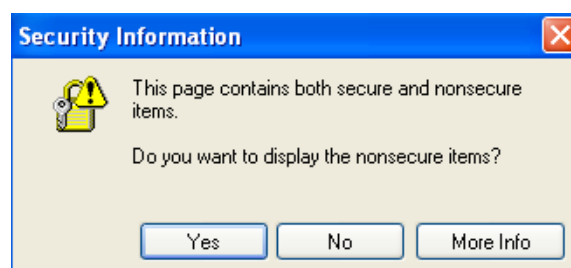 Security Information
This page contains both secure and nonsecure
items.
Do you want to display the nonsecure items?
Yes
No
More Info